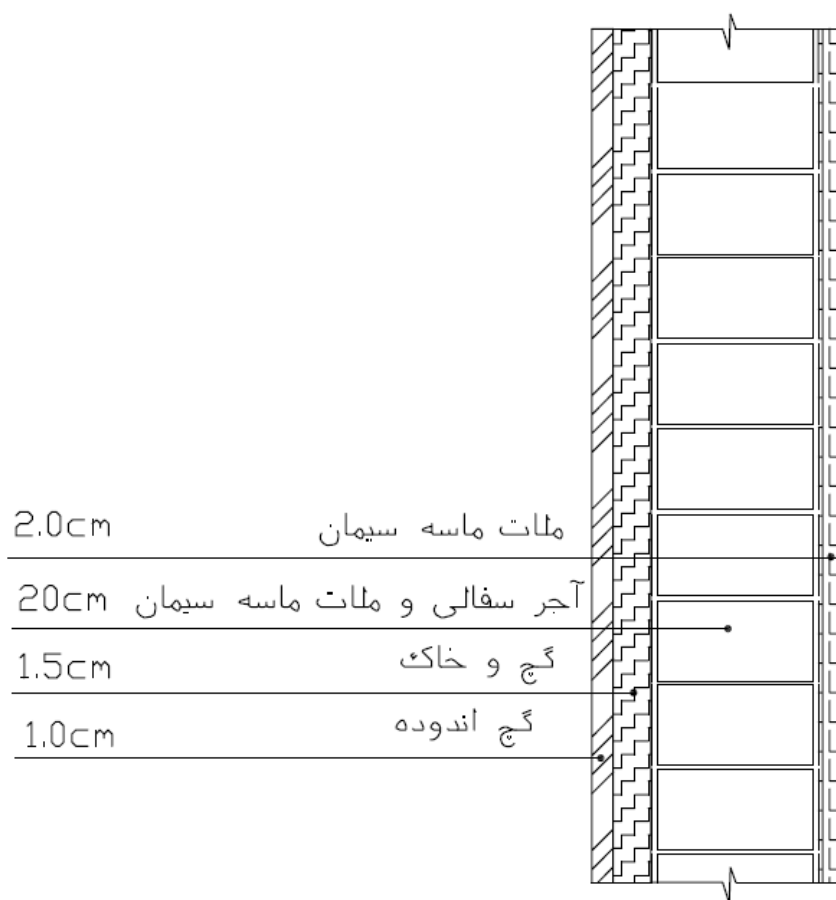 ملات ماسه سیمان 2.0cm
آجر سفالی و ملات ماسه سیمان 20cm
گچ و خاک 1.5cm
گچ اندوده 1.0cm